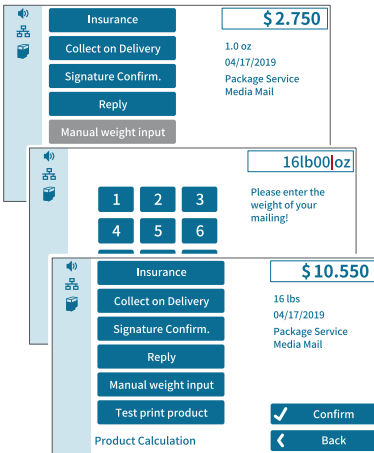 Insurance
$2.750
Collect on Delivery
1.0 oz
04/17/2019
Signature Confirm.
Package Service
Media Mail
Reply
Manual weight input
16lb00oz
1 2 3
Please enter the
weight of your
mailing!
4 5 6
Insurance
$10.550
Collect on Delivery
16 lbs
04/17/2019
Signature Confirm.
Package Service
Media Mail
Reply
Manual weight input
Test print product
Confirm
Product Calculation
Back